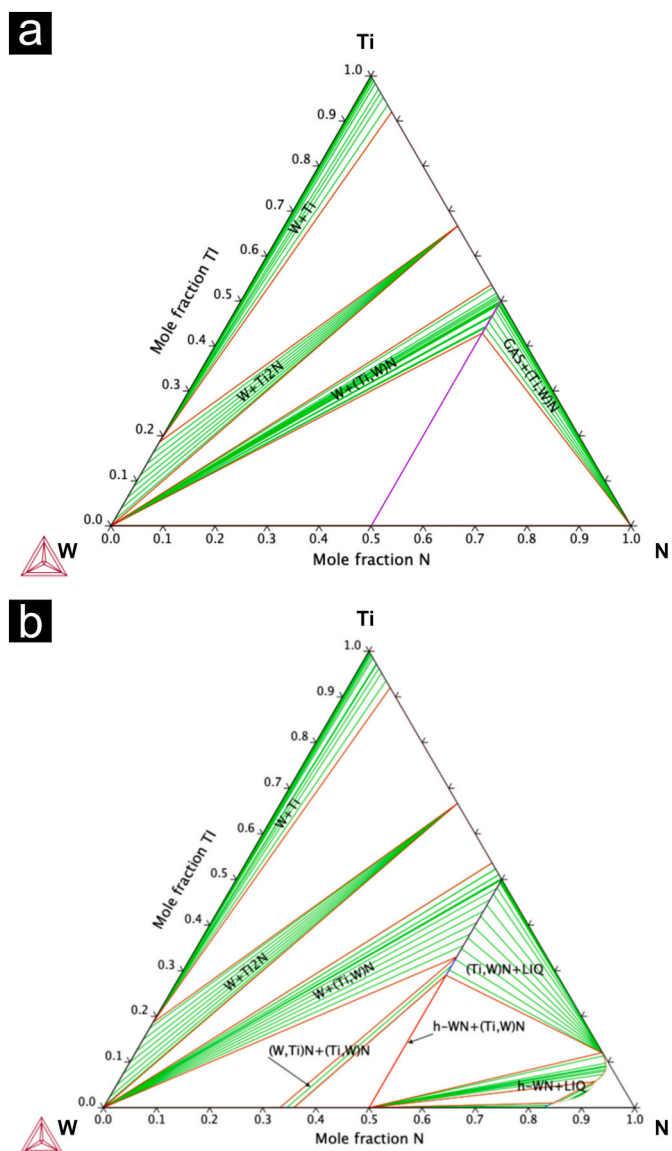 a
Ti
1.0
0.9
0.8
0.7
0.6
0.5
0.4
0.3
0.2
0.1
0.0
Mole fraction TI
W+Ti
W+Ti2N
W+(Ti,W)N
GAS+(Ti,W)N
0.0 0.1 0.2 0.3 0.4 0.5 0.6 0.7 0.8 0.9 1.0
W Mole fraction N N
b
Ti
1.0
0.9
0.8
0.7
0.6
0.5
0.4
0.3
0.2
0.1
0.0
Mole fraction TI
W+Ti
W+Ti2N
W+(Ti,W)N
(Ti,W)N+LIQ
h-WN+(Ti,W)N
(W,Ti)N+(Ti,W)N
h-WN+LIQ
0.0 0.1 0.2 0.3 0.4 0.5 0.6 0.7 0.8 0.9 1.0
W Mole fraction N N